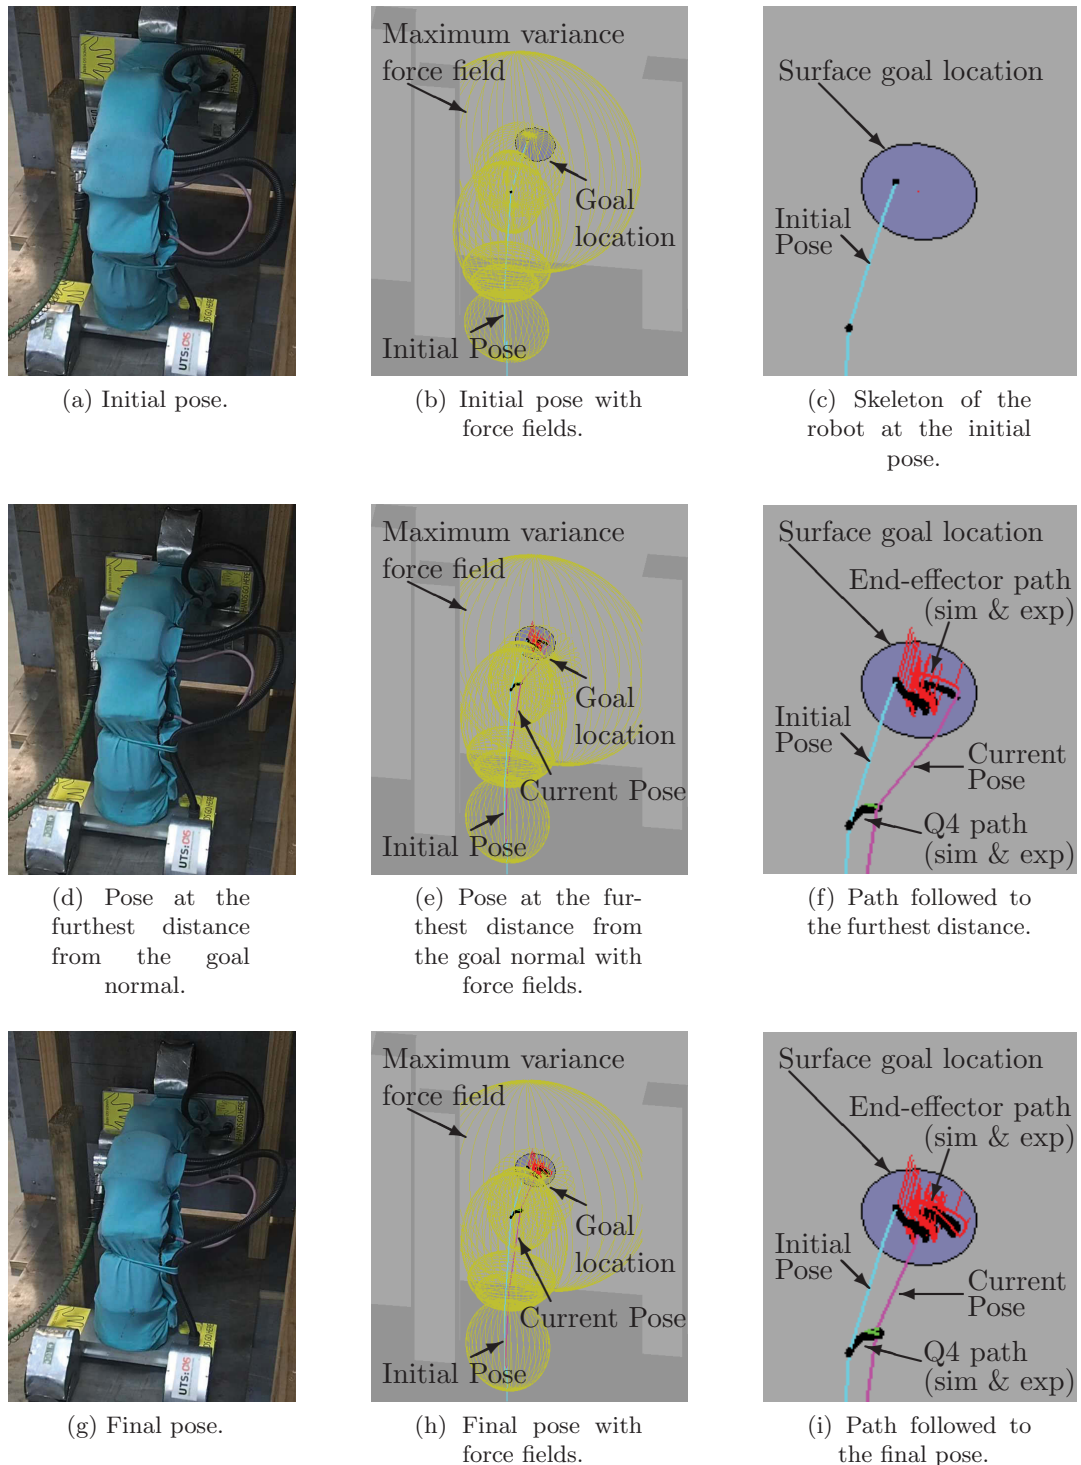 Maximum variance
force field
Goal
location
Initial Pose
Surface goal location
Initial
Pose
UTS:CAS
(a) Initial pose.
(b) Initial pose with
force fields.
(c) Skeleton of the
robot at the initial
pose.
Maximum variance
force field
Goal
location
Current Pose
Initial Pose
Surface goal location
End-effector path
(sim & exp)
Initial
Pose
Current
Pose
Q4 path
(sim & exp)
UTS:CAS
(d) Pose at the
furthest distance
from the goal
normal.
(e) Pose at the fur-
thest distance from
the goal normal with
force fields.
(f) Path followed to
the furthest distance.
Maximum variance
force field
Goal
location
Current Pose
Initial Pose
Surface goal location
End-effector path
(sim & exp)
Initial
Pose
Current
Pose
Q4 path
(sim & exp)
UTS:CAS
(g) Final pose.
(h) Final pose with
force fields.
(i) Path followed to
the final pose.